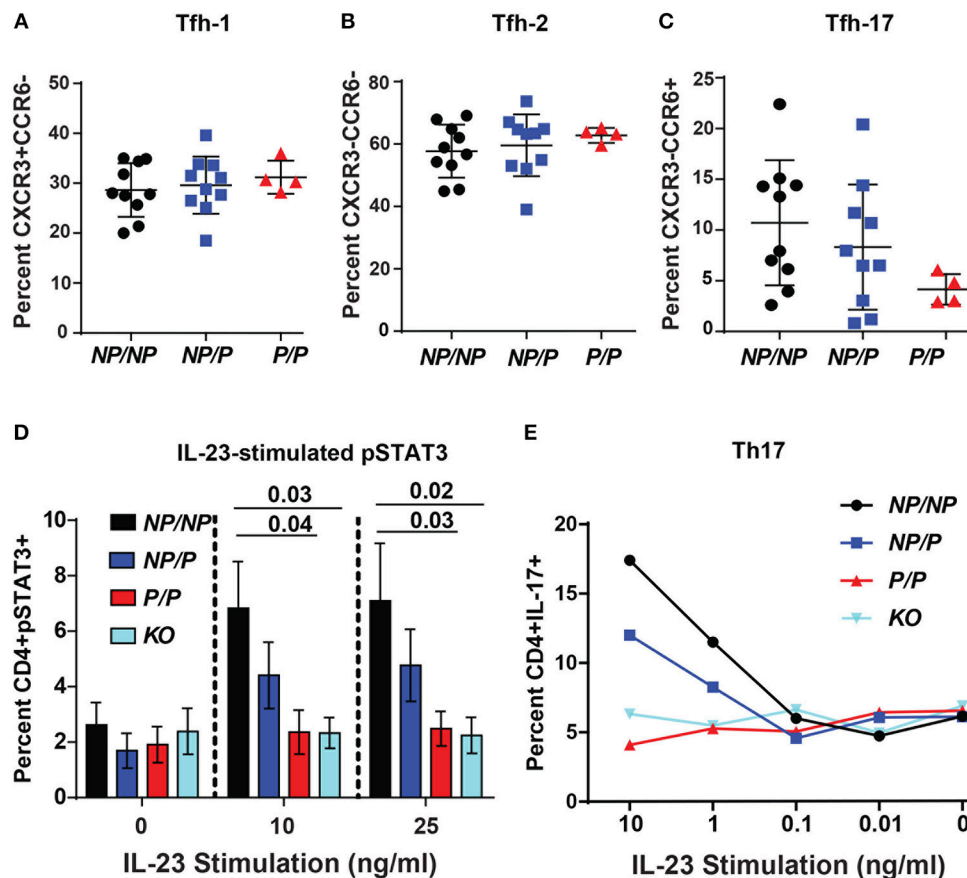 A
Tfh-1
Percent CXCR3+CCR6-
50
40
30
20
10
0
NP/NP
NP/P
P/P
B
Tfh-2
Percent CXCR3-CCR6-
80
60
40
20
0
NP/NP
NP/P
P/P
C
Tfh-17
Percent CXCR3-CCR6+
25
20
15
10
5
0
NP/NP
NP/P
P/P
D
IL-23-stimulated pSTAT3
Percent CD4+pSTAT3+
10
8
6
4
2
0
NP/NP
NP/P
P/P
KO
0.03
0.04
0.02
0.03
0
10
25
IL-23 Stimulation (ng/ml)
E
Th17
Percent CD4+IL-17+
20
15
10
5
0
NP/NP
NP/P
P/P
KO
10
1
0.1
0.01
0
IL-23 Stimulation (ng/ml)